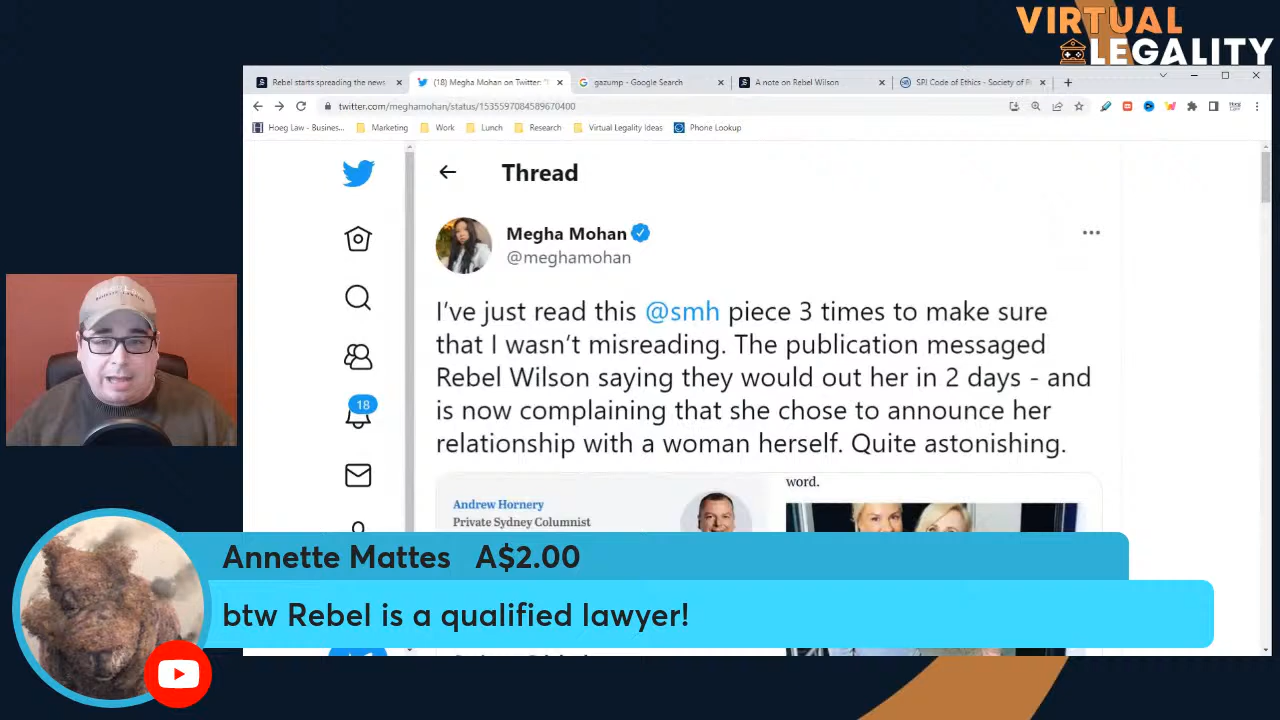 VIRTUAL
LEGALITY
Rebel starts spreading the news
(18) Megha Mohan on Twitter: "I
gazump - Google Search
A note on Rebel Wilson
SPJ Code of Ethics - Society of
twitter.com/meghamohan/status/1535597084589670400
Hoeg Law - Busines...
Marketing
Work
Lunch
Research
Virtual Legality Ideas
Phone Lookup
Thread
Megha Mohan
@meghamohan
I've just read this @smh piece 3 times to make sure
that I wasn't misreading. The publication messaged
Rebel Wilson saying they would out her in 2 days - and
is now complaining that she chose to announce her
relationship with a woman herself. Quite astonishing.
18
word.
Andrew Hornery
Private Sydney Columnist
Annette Mattes A$2.00
btw Rebel is a qualified lawyer!